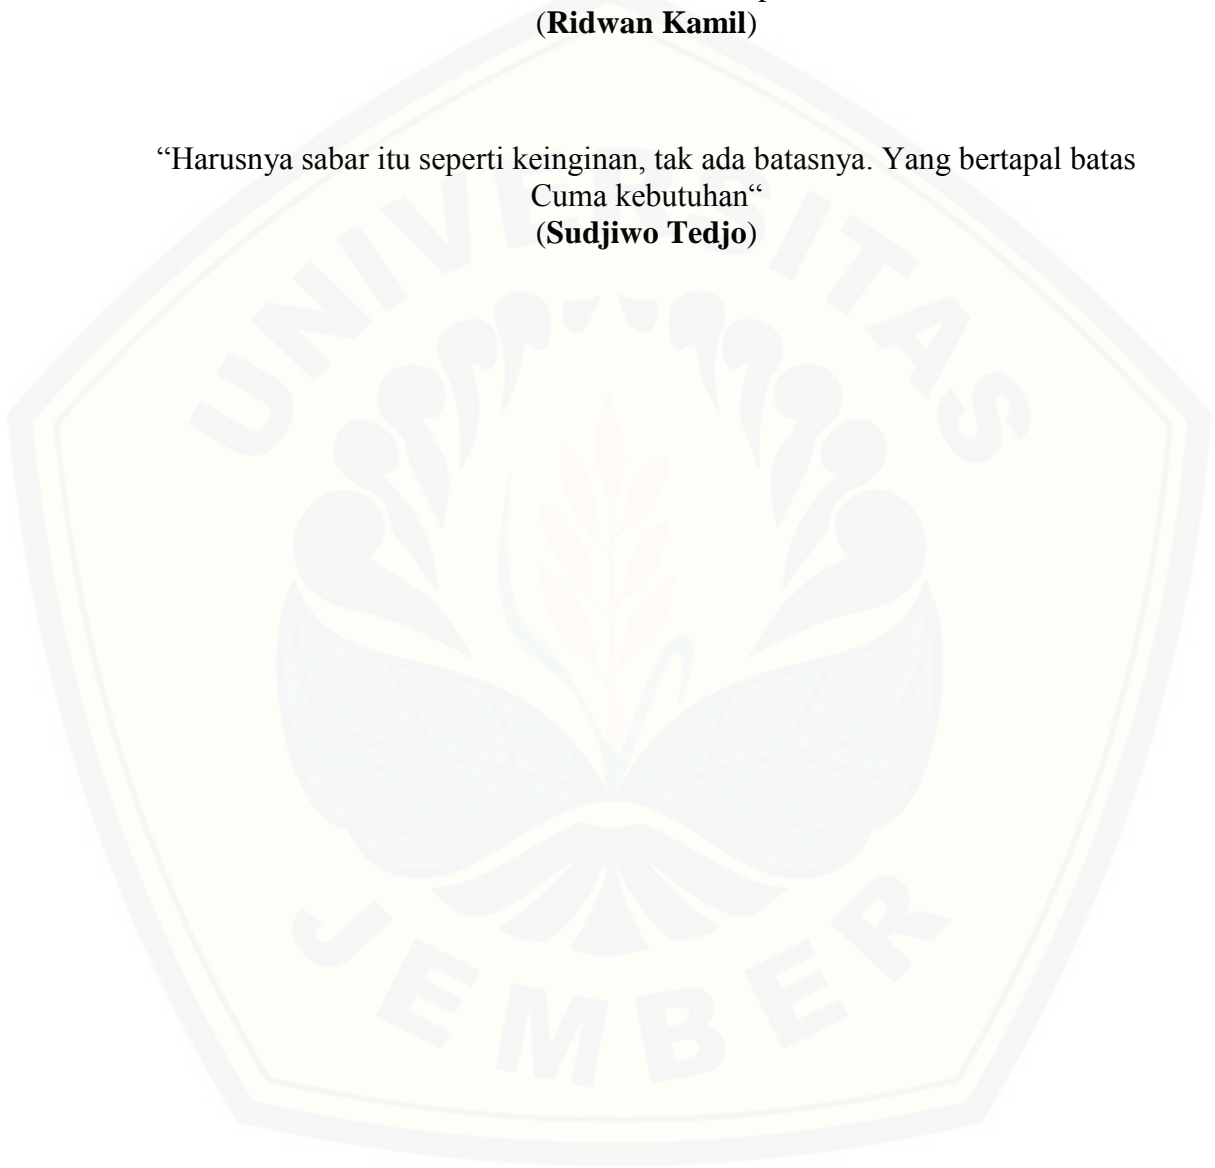 (Ridwan Kamil)
“Harusnya sabar itu seperti keinginan, tak ada batasnya. Yang bertapal batas
Cuma kebutuhan“
(Sudjiwo Tedjo)
UNIVERSITAS
JEMBER